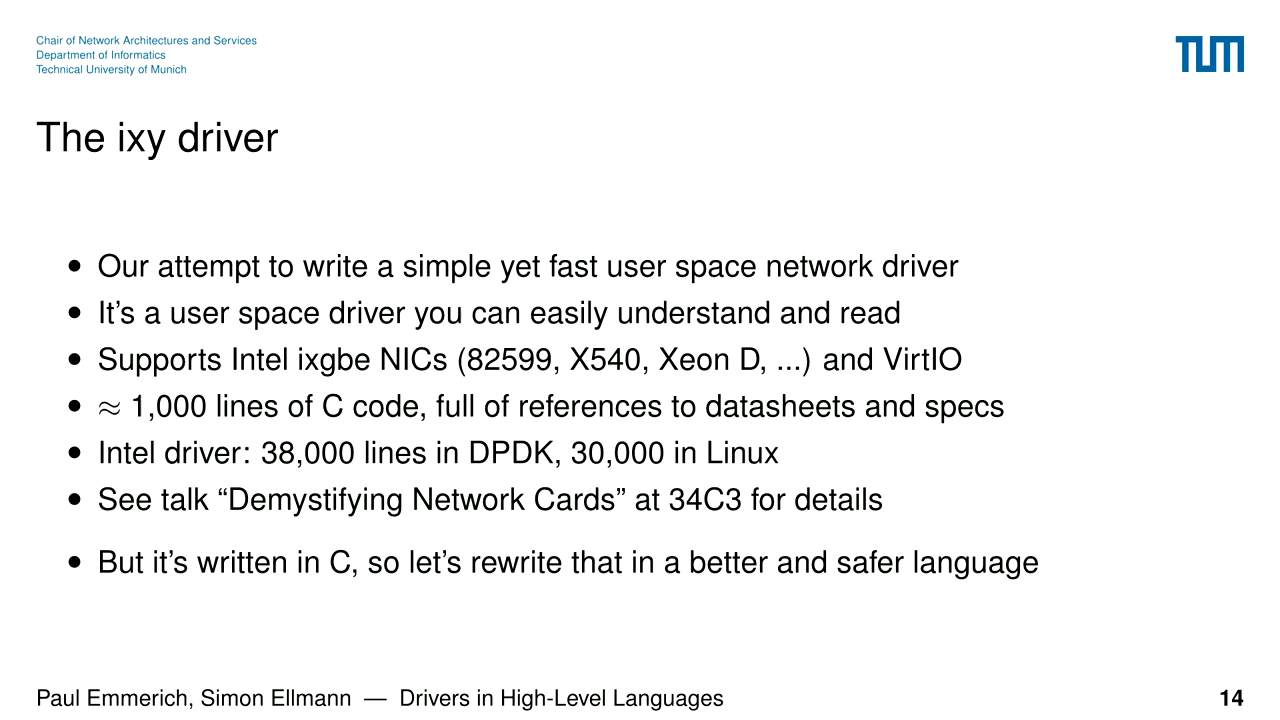 Chair of Network Architectures and Services
Department of Informatics
Technical University of Munich
TUM
The ixy driver
• Our attempt to write a simple yet fast user space network driver
• It’s a user space driver you can easily understand and read
• Supports Intel ixgbe NICs (82599, X540, Xeon D, ...) and VirtIO
• ≈ 1,000 lines of C code, full of references to datasheets and specs
• Intel driver: 38,000 lines in DPDK, 30,000 in Linux
• See talk “Demystifying Network Cards” at 34C3 for details
• But it’s written in C, so let’s rewrite that in a better and safer language
Paul Emmerich, Simon Ellmann — Drivers in High-Level Languages 14